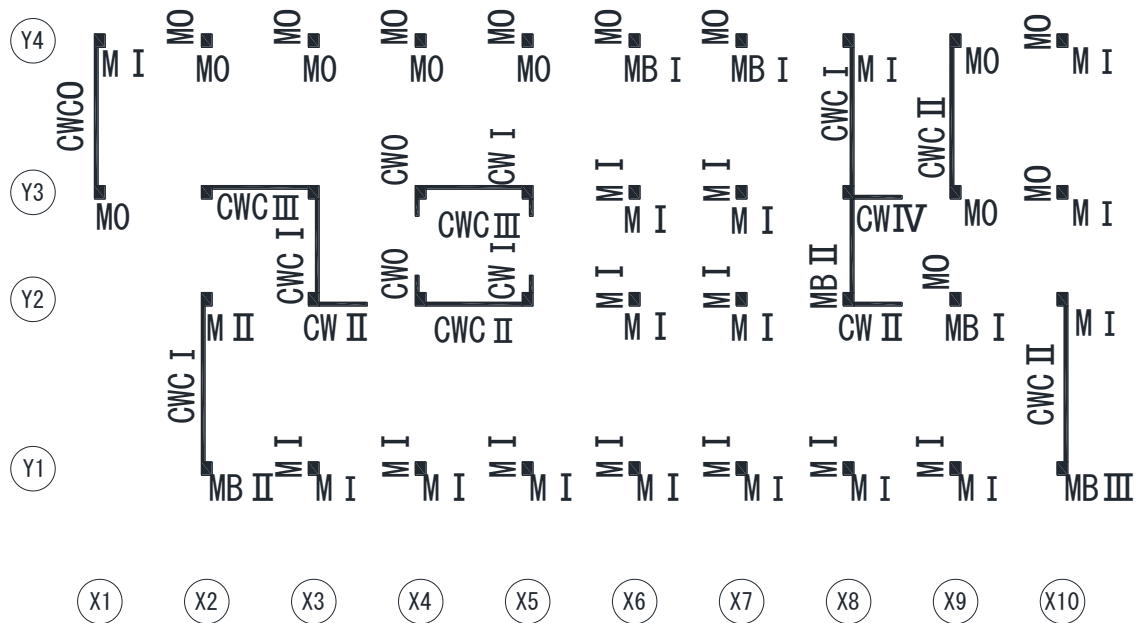 Y4
MO
MO
MO
MO
MO
MO
MO
M Ⅰ
MO
MO
MO
MO
MB Ⅰ
MB Ⅰ
M Ⅰ
MO
M Ⅰ
CWCO
CWC Ⅰ
CWC Ⅱ
CWO
CW Ⅰ
M Ⅰ
M Ⅰ
MO
Y3
MO
CWC Ⅲ
CWC Ⅲ
M Ⅰ
M Ⅰ
CW Ⅳ
MO
M Ⅰ
CWC Ⅰ
CWO
CW Ⅰ
M Ⅰ
M Ⅰ
MB Ⅱ
MO
Y2
M Ⅱ
CW Ⅱ
CWC Ⅱ
M Ⅰ
M Ⅰ
CW Ⅱ
MB Ⅰ
M Ⅰ
CWC Ⅰ
CWC Ⅱ
Y1
M Ⅰ
M Ⅰ
M Ⅰ
M Ⅰ
M Ⅰ
M Ⅰ
M Ⅰ
MB Ⅱ
M Ⅰ
M Ⅰ
M Ⅰ
M Ⅰ
M Ⅰ
M Ⅰ
M Ⅰ
MB Ⅲ
X1
X2
X3
X4
X5
X6
X7
X8
X9
X10